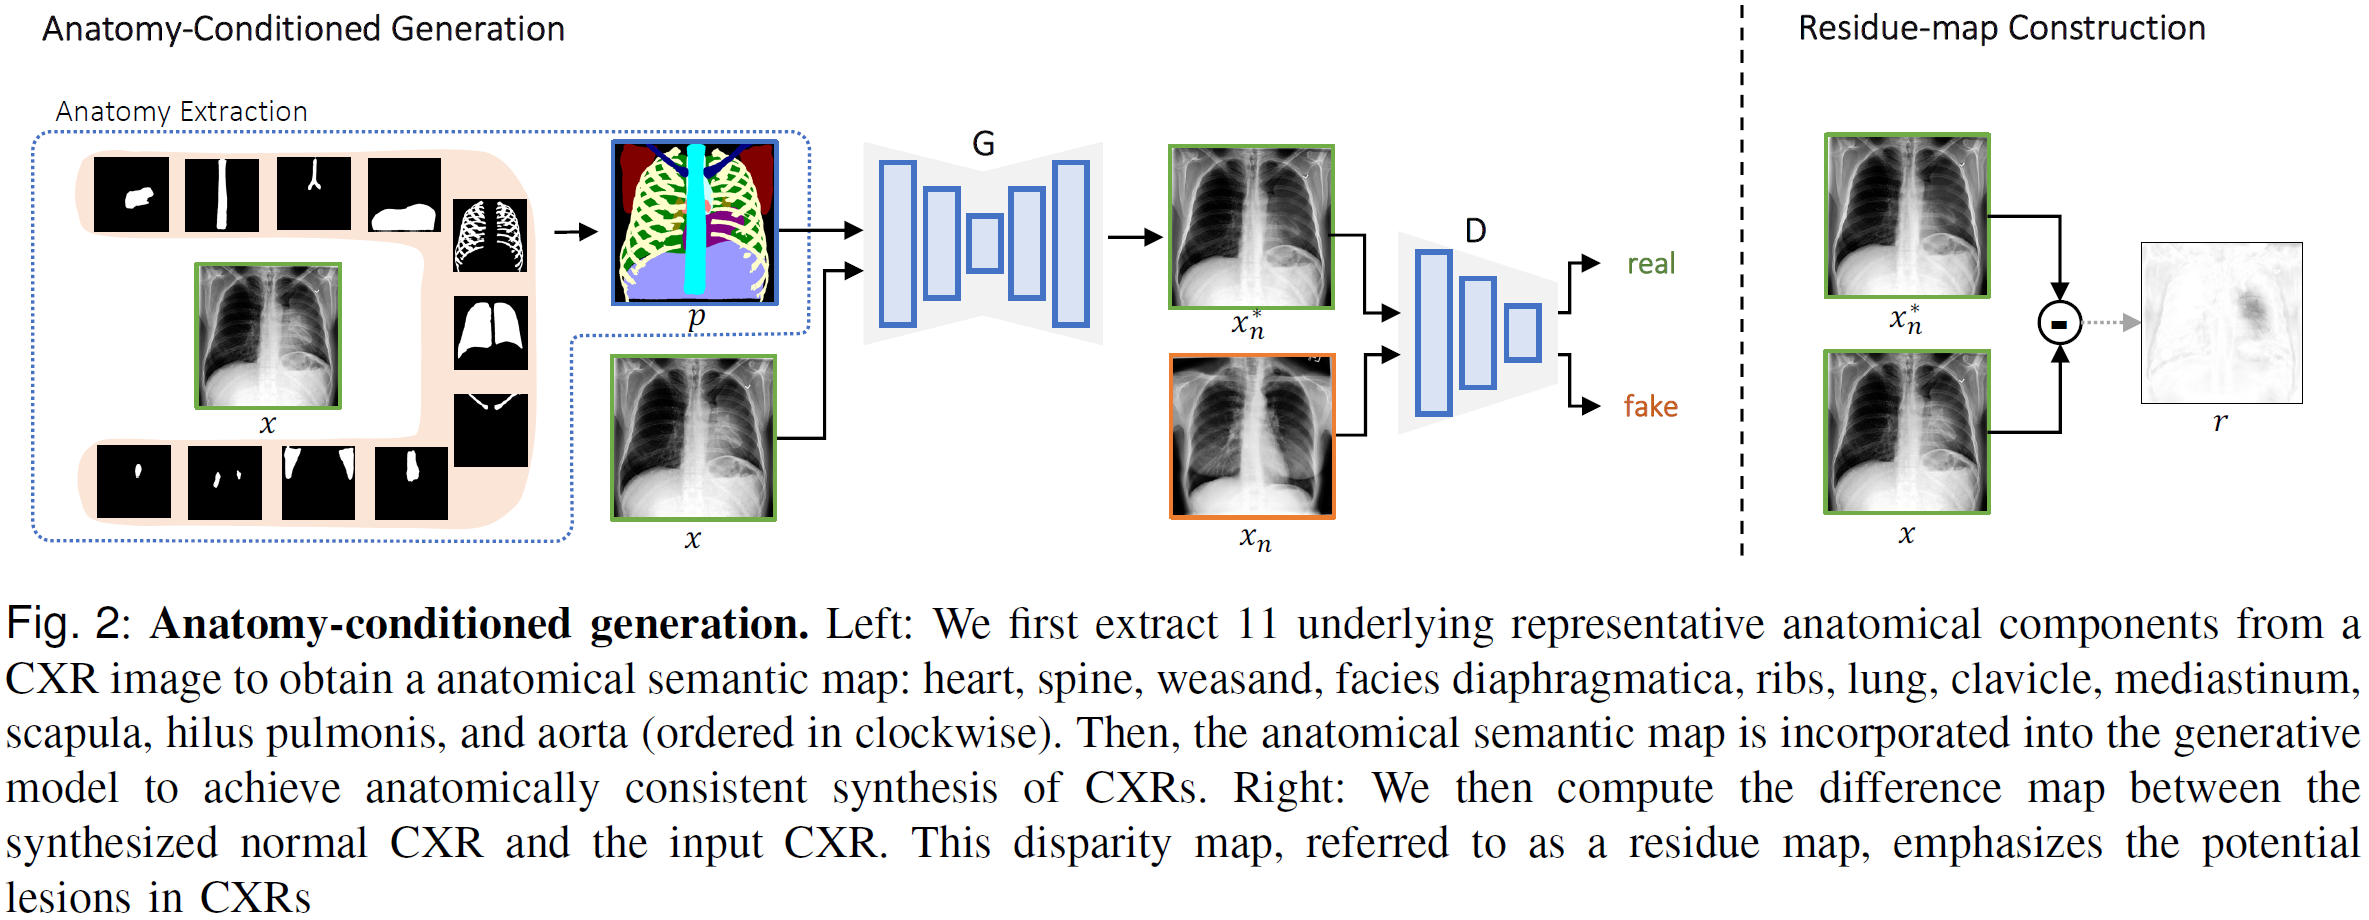 Anatomy-Conditioned Generation
Residue-map Construction
Anatomy Extraction
G
D
real
fake
p
x
x
x_n^*
x_n
x_n^*
x
r
Fig. 2: Anatomy-conditioned generation. Left: We first extract 11 underlying representative anatomical components from a
CXR image to obtain a anatomical semantic map: heart, spine, weasand, facies diaphragmatica, ribs, lung, clavicle, mediastinum,
scapula, hilus pulmonis, and aorta (ordered in clockwise). Then, the anatomical semantic map is incorporated into the generative
model to achieve anatomically consistent synthesis of CXRs. Right: We then compute the difference map between the
synthesized normal CXR and the input CXR. This disparity map, referred to as a residue map, emphasizes the potential
lesions in CXRs